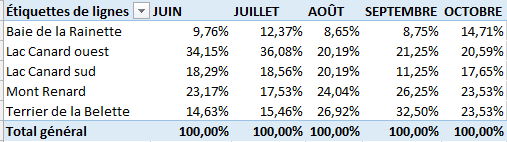 Étiquettes de lignes JUIN JUILLET AOÛT SEPTEMBRE OCTOBRE
Baie de la Rainette 9,76% 12,37% 8,65% 8,75% 14,71%
Lac Canard ouest 34,15% 36,08% 20,19% 21,25% 20,59%
Lac Canard sud 18,29% 18,56% 20,19% 11,25% 17,65%
Mont Renard 23,17% 17,53% 24,04% 26,25% 23,53%
Terrier de la Belette 14,63% 15,46% 26,92% 32,50% 23,53%
Total général 100,00% 100,00% 100,00% 100,00% 100,00%